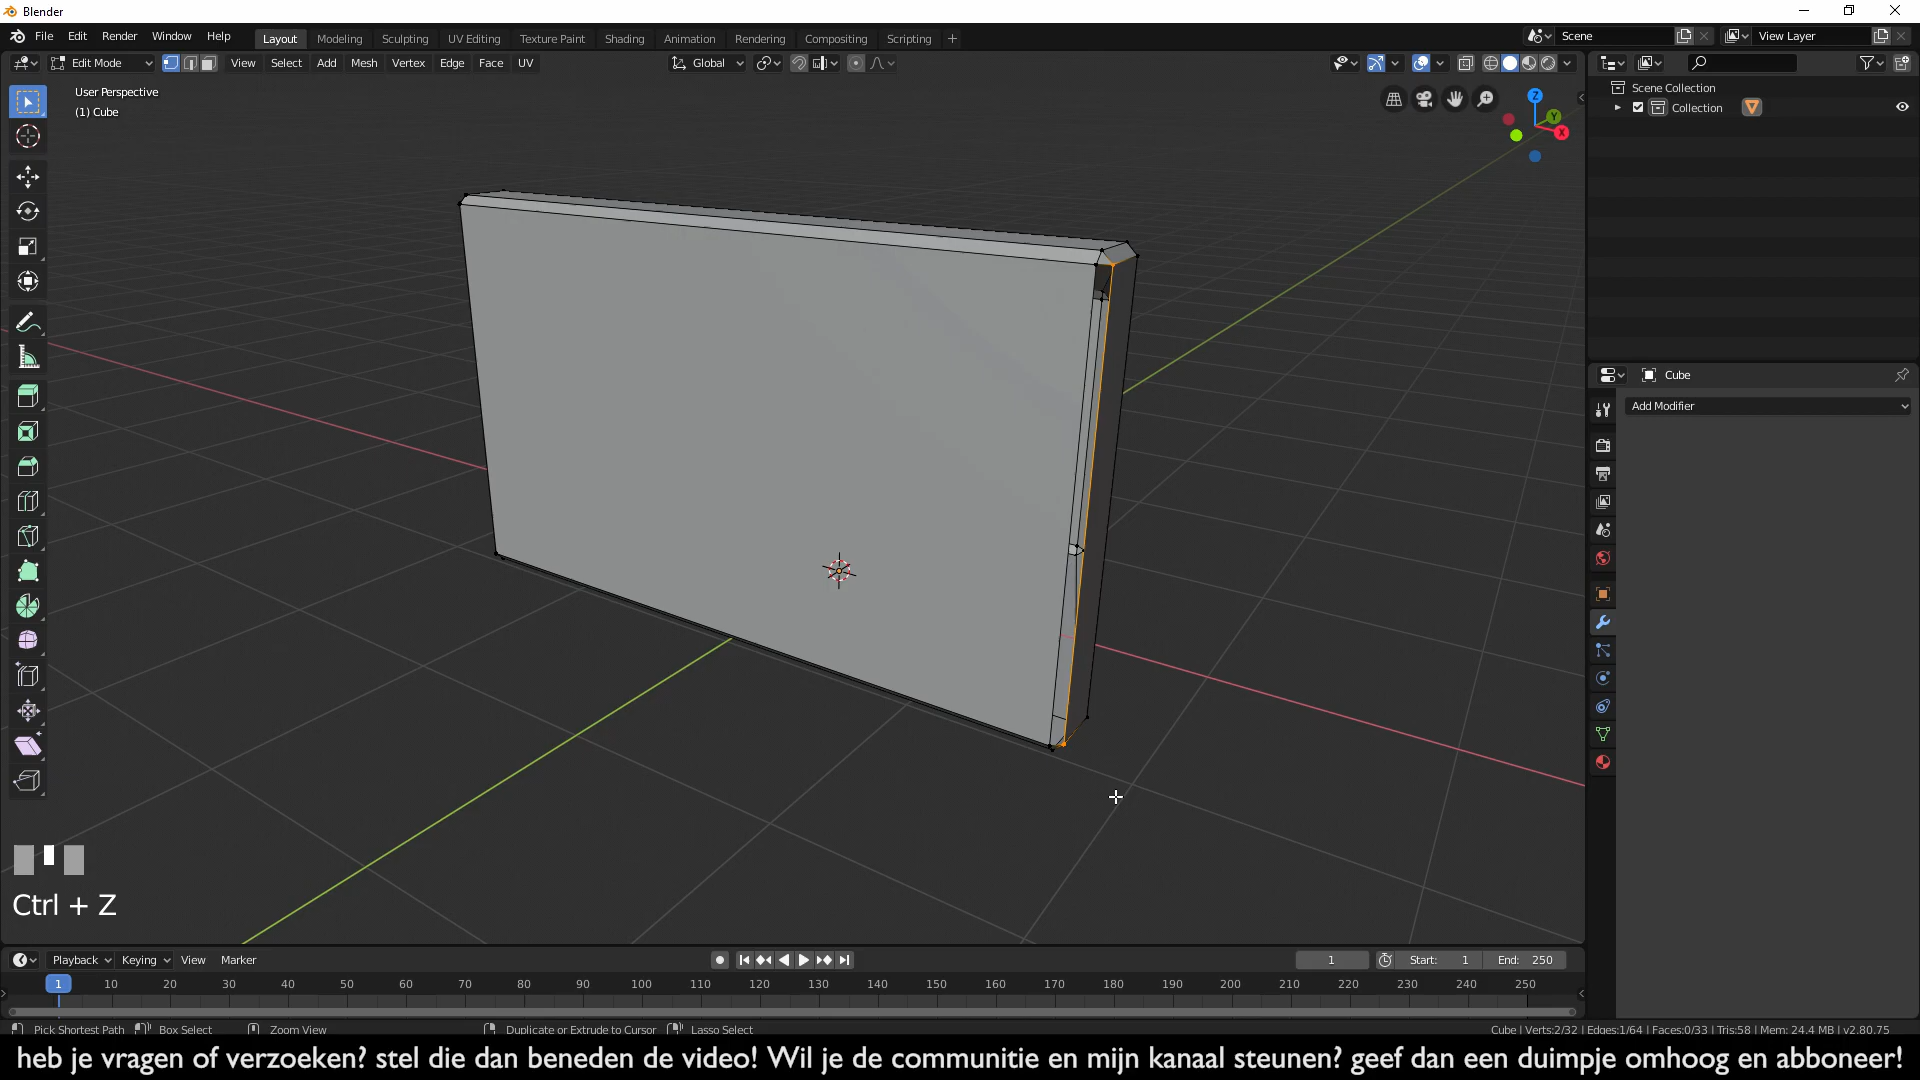 Blender
File Edit Render Window Help Layout Modeling Sculpting UV Editing Texture Paint Shading Animation Rendering Compositing Scripting + Scene View Layer
Edit Mode View Select Add Mesh Vertex Edge Face UV Global
User Perspective
(1) Cube
Z
Y
X
Scene Collection
Collection
Cube
Add Modifier
Ctrl + Z
Playback Keying View Marker 1 Start: 1 End: 250
1 10 20 30 40 50 60 70 80 90 100 110 120 130 140 150 160 170 180 190 200 210 220 230 240 250
Pick Shortest Path Box Select Zoom View Duplicate or Extrude to Cursor Lasso Select Cube | Verts:2/32 | Edges:1/64 | Faces:0/33 | Tris:58 | Mem: 24.4 MB | v2.80.75
heb je vragen of verzoeken? stel die dan beneden de video! Wil je de communitie en mijn kanaal steunen? geef dan een duimpje omhoog en abboneer!